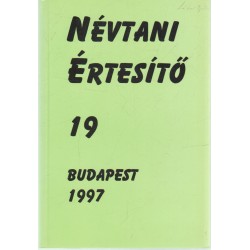 NÉVTANI
ÉRTESÍTŐ
19
BUDAPEST
1997